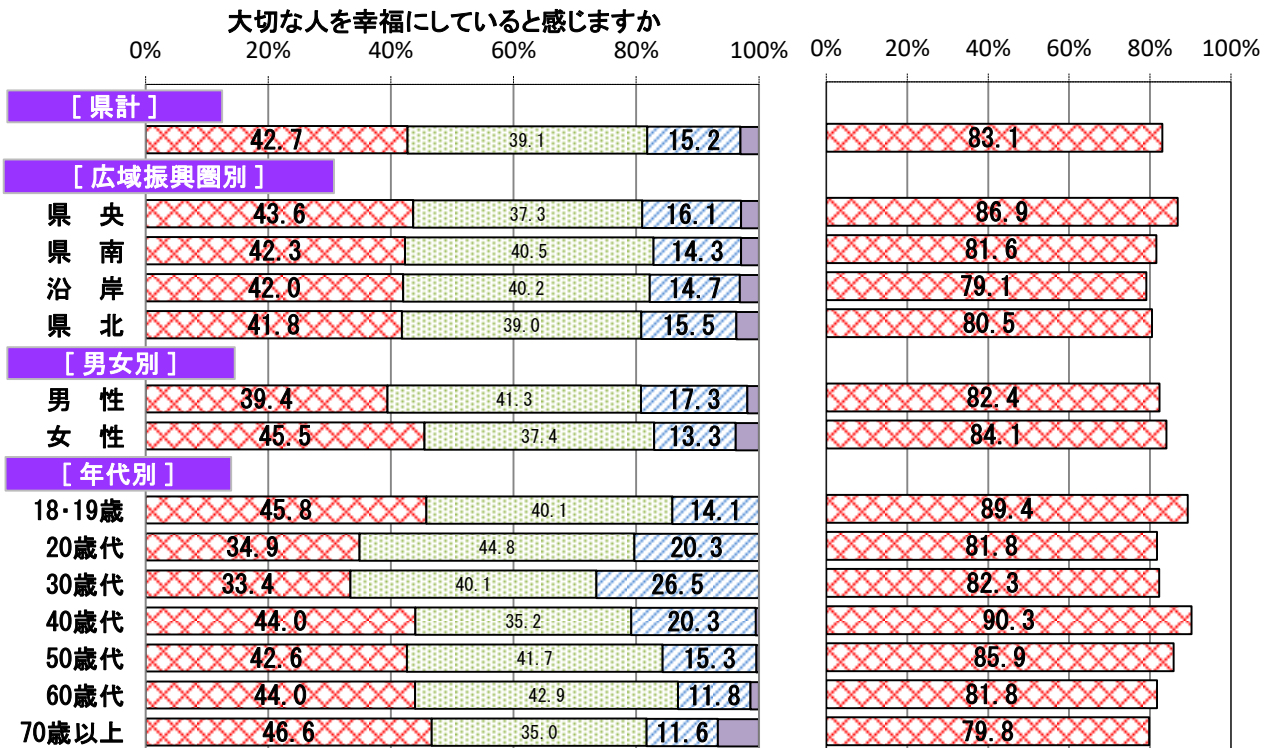 大切な人を幸福にしていると感じますか
0% 20% 40% 60% 80% 100% 0% 20% 40% 60% 80% 100%
[ 県計 ]
42.7 39.1 15.2 83.1
[ 広域振興圏別 ]
県 央 43.6 37.3 16.1 86.9
県 南 42.3 40.5 14.3 81.6
沿 岸 42.0 40.2 14.7 79.1
県 北 41.8 39.0 15.5 80.5
[ 男女別 ]
男 性 39.4 41.3 17.3 82.4
女 性 45.5 37.4 13.3 84.1
[ 年代別 ]
18･19歳 45.8 40.1 14.1 89.4
20歳代 34.9 44.8 20.3 81.8
30歳代 33.4 40.1 26.5 82.3
40歳代 44.0 35.2 20.3 90.3
50歳代 42.6 41.7 15.3 85.9
60歳代 44.0 42.9 11.8 81.8
70歳以上 46.6 35.0 11.6 79.8